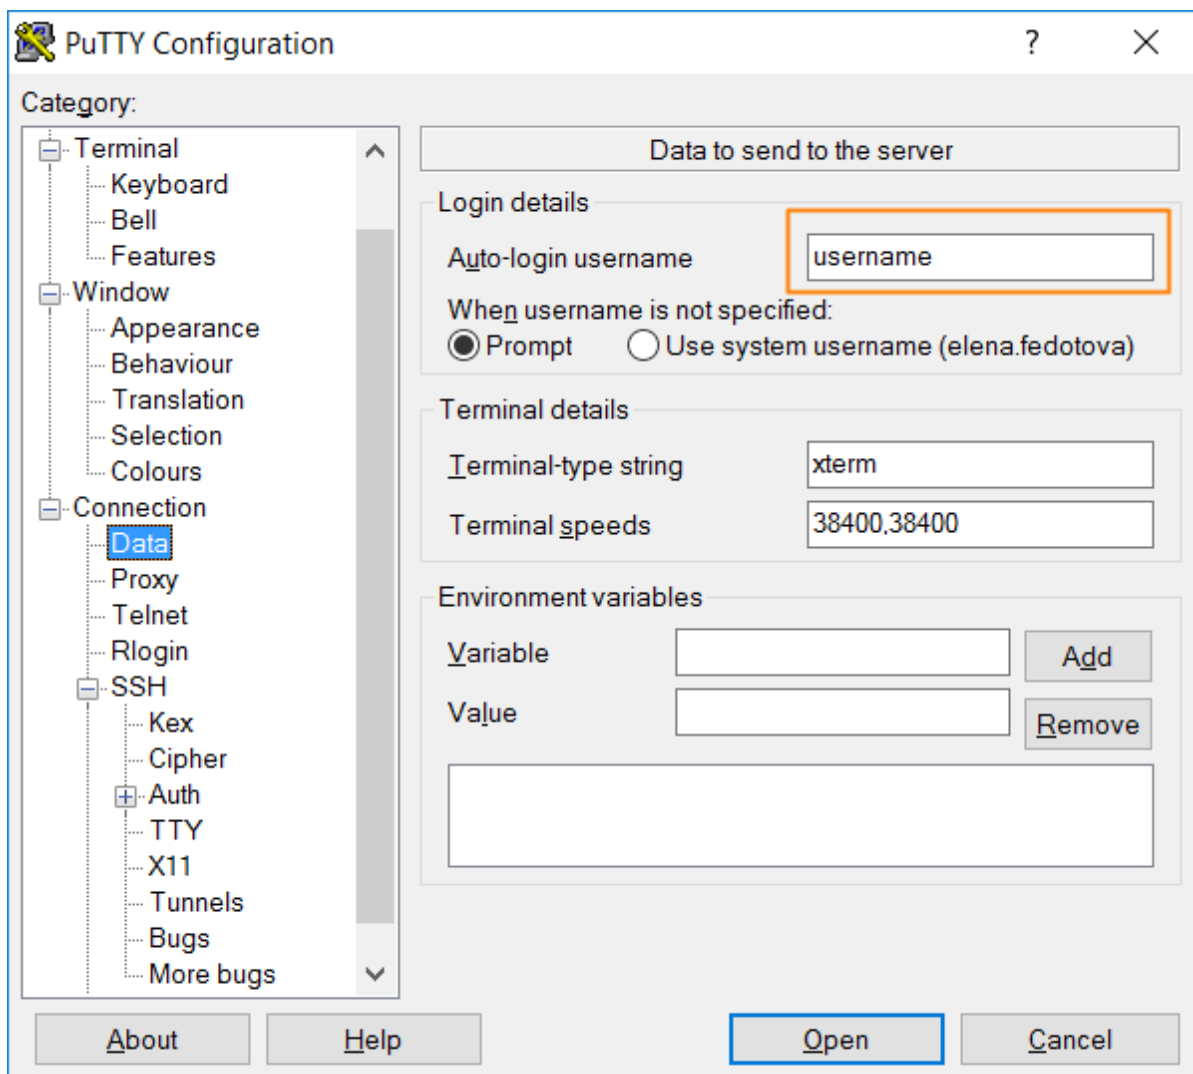 PuTTY Configuration
?
Category:
Terminal
Keyboard
Bell
Features
Window
Appearance
Behaviour
Translation
Selection
Colours
Connection
Data
Proxy
Telnet
Rlogin
SSH
Kex
Cipher
Auth
TTY
X11
Tunnels
Bugs
More bugs
Data to send to the server
Login details
Auto-login username
username
When username is not specified:
Prompt
Use system username (elena.fedotova)
Terminal details
Terminal-type string
xterm
Terminal speeds
38400,38400
Environment variables
Variable
Add
Value
Remove
About
Help
Open
Cancel